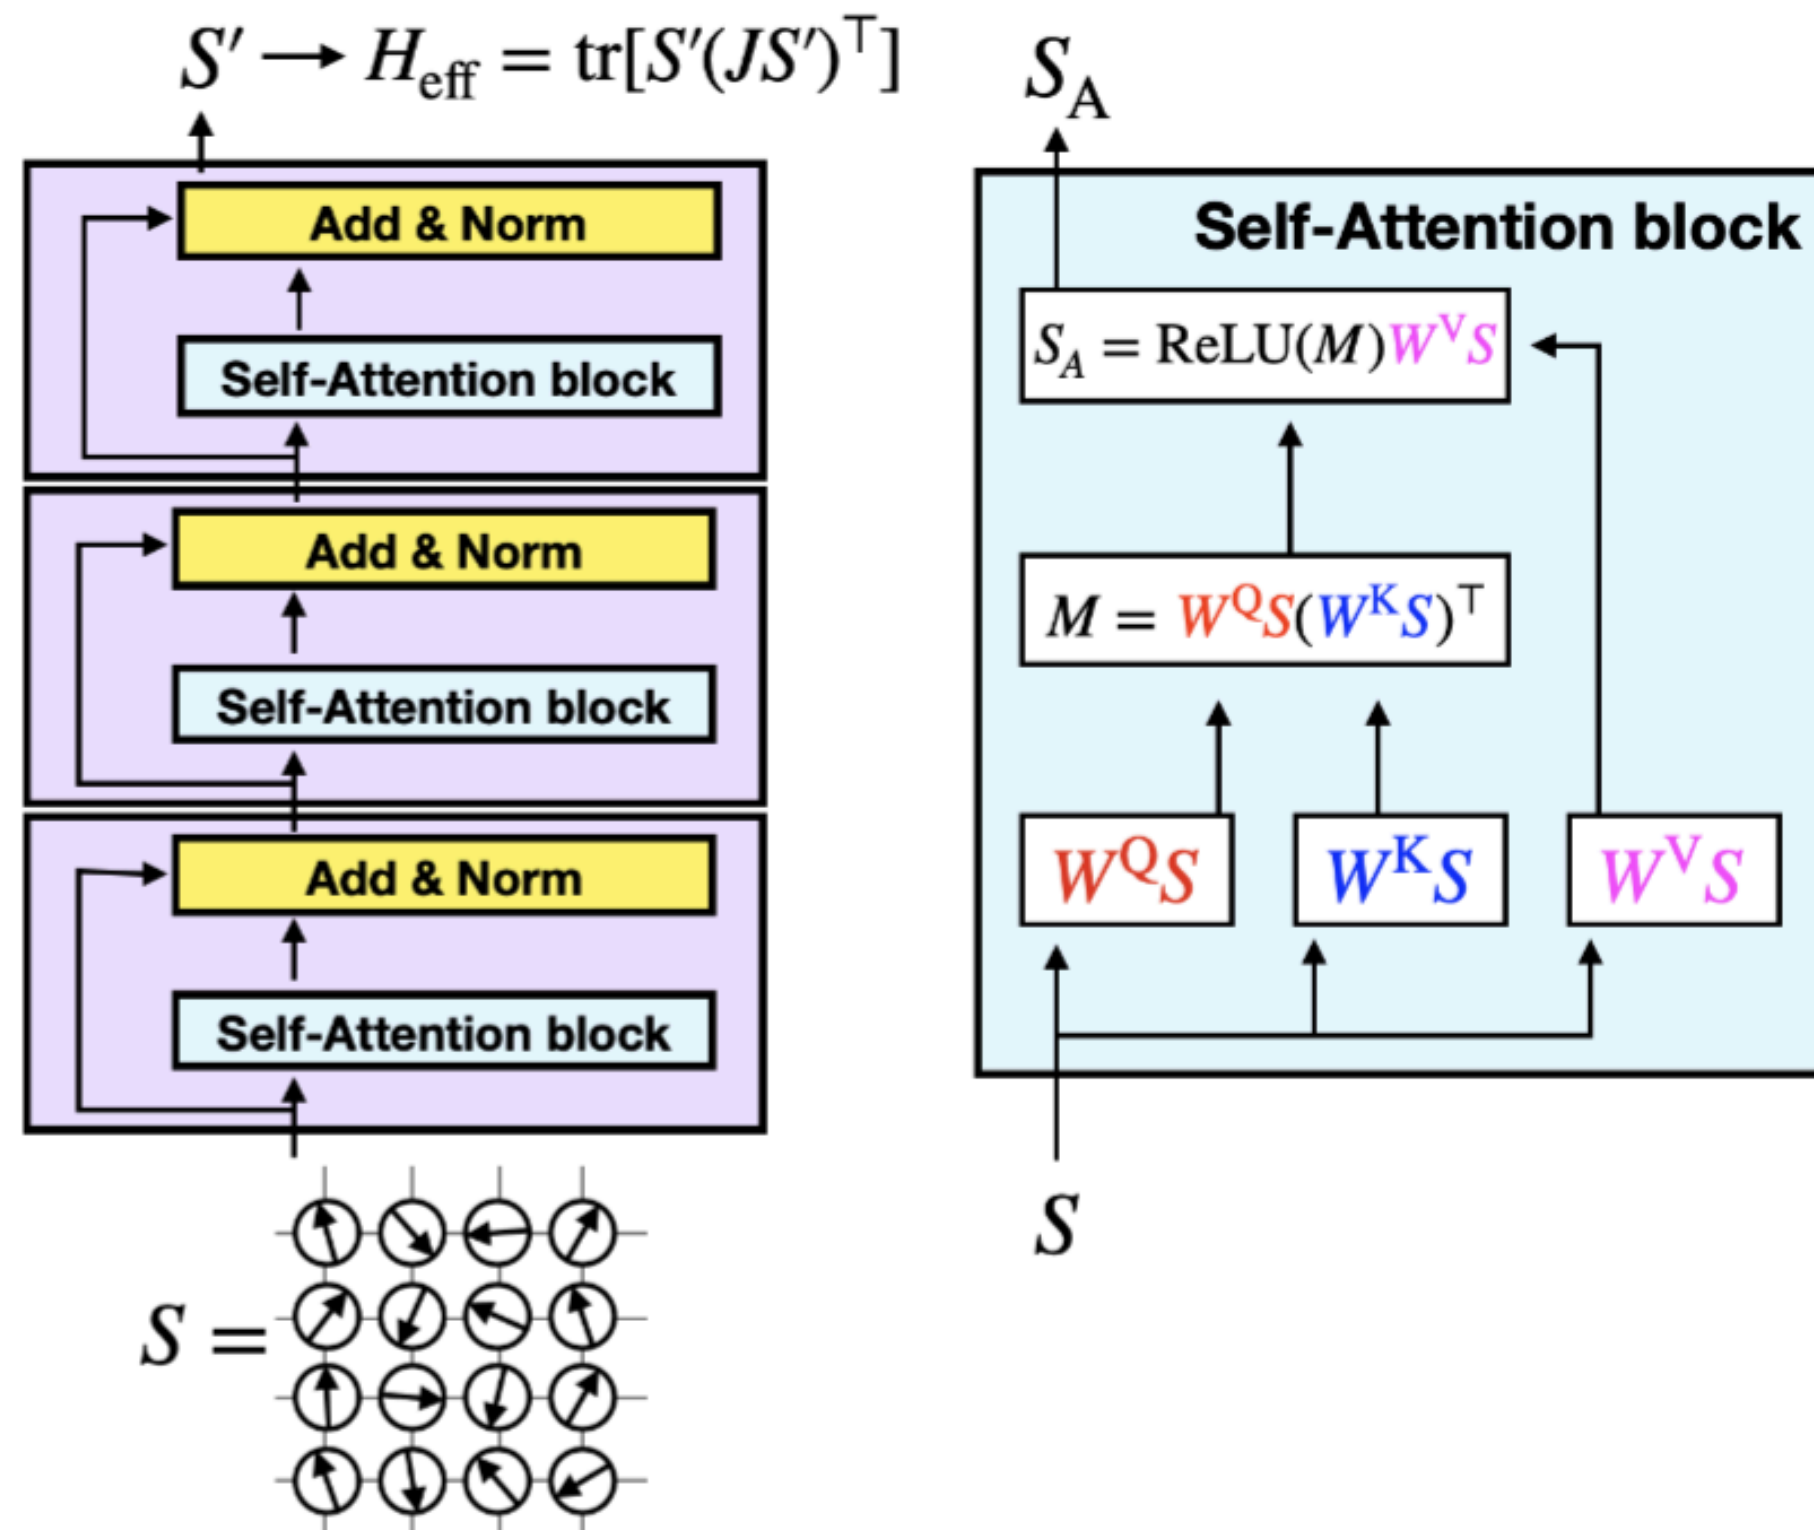 S′ → H_eff = tr[S′(JS′)^⊤]
Add & Norm
Self-Attention block
Add & Norm
Self-Attention block
Add & Norm
Self-Attention block
S =
S_A
Self-Attention block
S_A = ReLU(M)W^V S
M = W^Q S(W^K S)^⊤
W^Q S
W^K S
W^V S
S